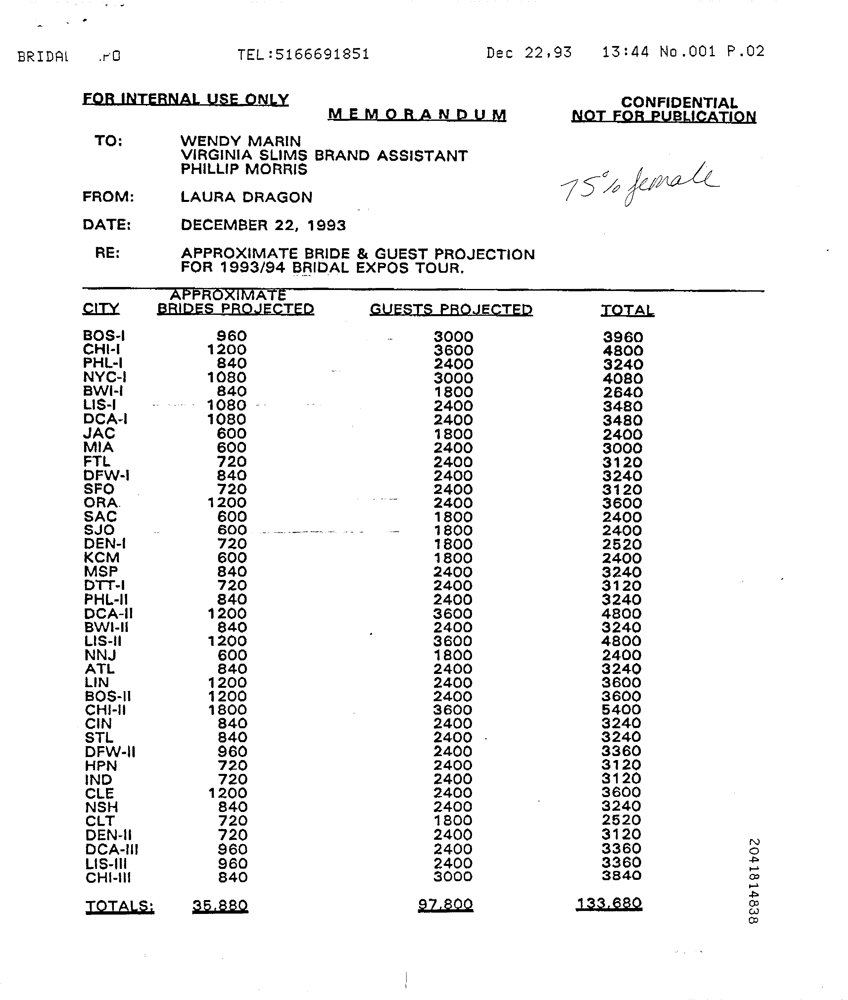 BRIDAL TEL:5166691851 Dec 22,93 13:44 No.001 P.02
FOR INTERNAL USE ONLY
MEMORANDUM
CONFIDENTIAL
NOT FOR PUBLICATION
TO: WENDY MARIN
VIRGINIA SLIMS BRAND ASSISTANT
PHILLIP MORRIS
75% female
FROM: LAURA DRAGON
DATE: DECEMBER 22, 1993
RE: APPROXIMATE BRIDE & GUEST PROJECTION
FOR 1993/94 BRIDAL EXPOS TOUR.
APPROXIMATE
CITY BRIDES PROJECTED GUESTS PROJECTED TOTAL
BOS-I 960 3000 3960
CHI-I 1200 3600 4800
PHL-I 840 2400 3240
NYC-I 1080 3000 4080
BWI-I 840 1800 2640
LIS-I 1080 2400 3480
DCA-I 1080 2400 3480
JAC 600 1800 2400
MIA 600 2400 3000
FTL 720 2400 3120
DFW-I 840 2400 3240
SFO 720 2400 3120
ORA 1200 2400 3600
SAC 600 1800 2400
SJO 600 1800 2400
DEN-I 720 1800 2520
KCM 600 1800 2400
MSP 840 2400 3240
DTT-I 720 2400 3120
PHL-II 840 2400 3240
DCA-II 1200 3600 4800
BWI-II 840 2400 3240
LIS-II 1200 3600 4800
NNJ 600 1800 2400
ATL 840 2400 3240
LIN 1200 2400 3600
BOS-II 1200 2400 3600
CHI-II 1800 3600 5400
CIN 840 2400 3240
STL 840 2400 3240
DFW-II 960 2400 3360
HPN 720 2400 3120
IND 720 2400 3120
CLE 1200 2400 3600
NSH 840 2400 3240
CLT 720 1800 2520
DEN-II 720 2400 3120
DCA-III 960 2400 3360
LIS-III 960 2400 3360
CHI-III 840 3000 3840
TOTALS: 35,880 97,800 133,680
2041814838